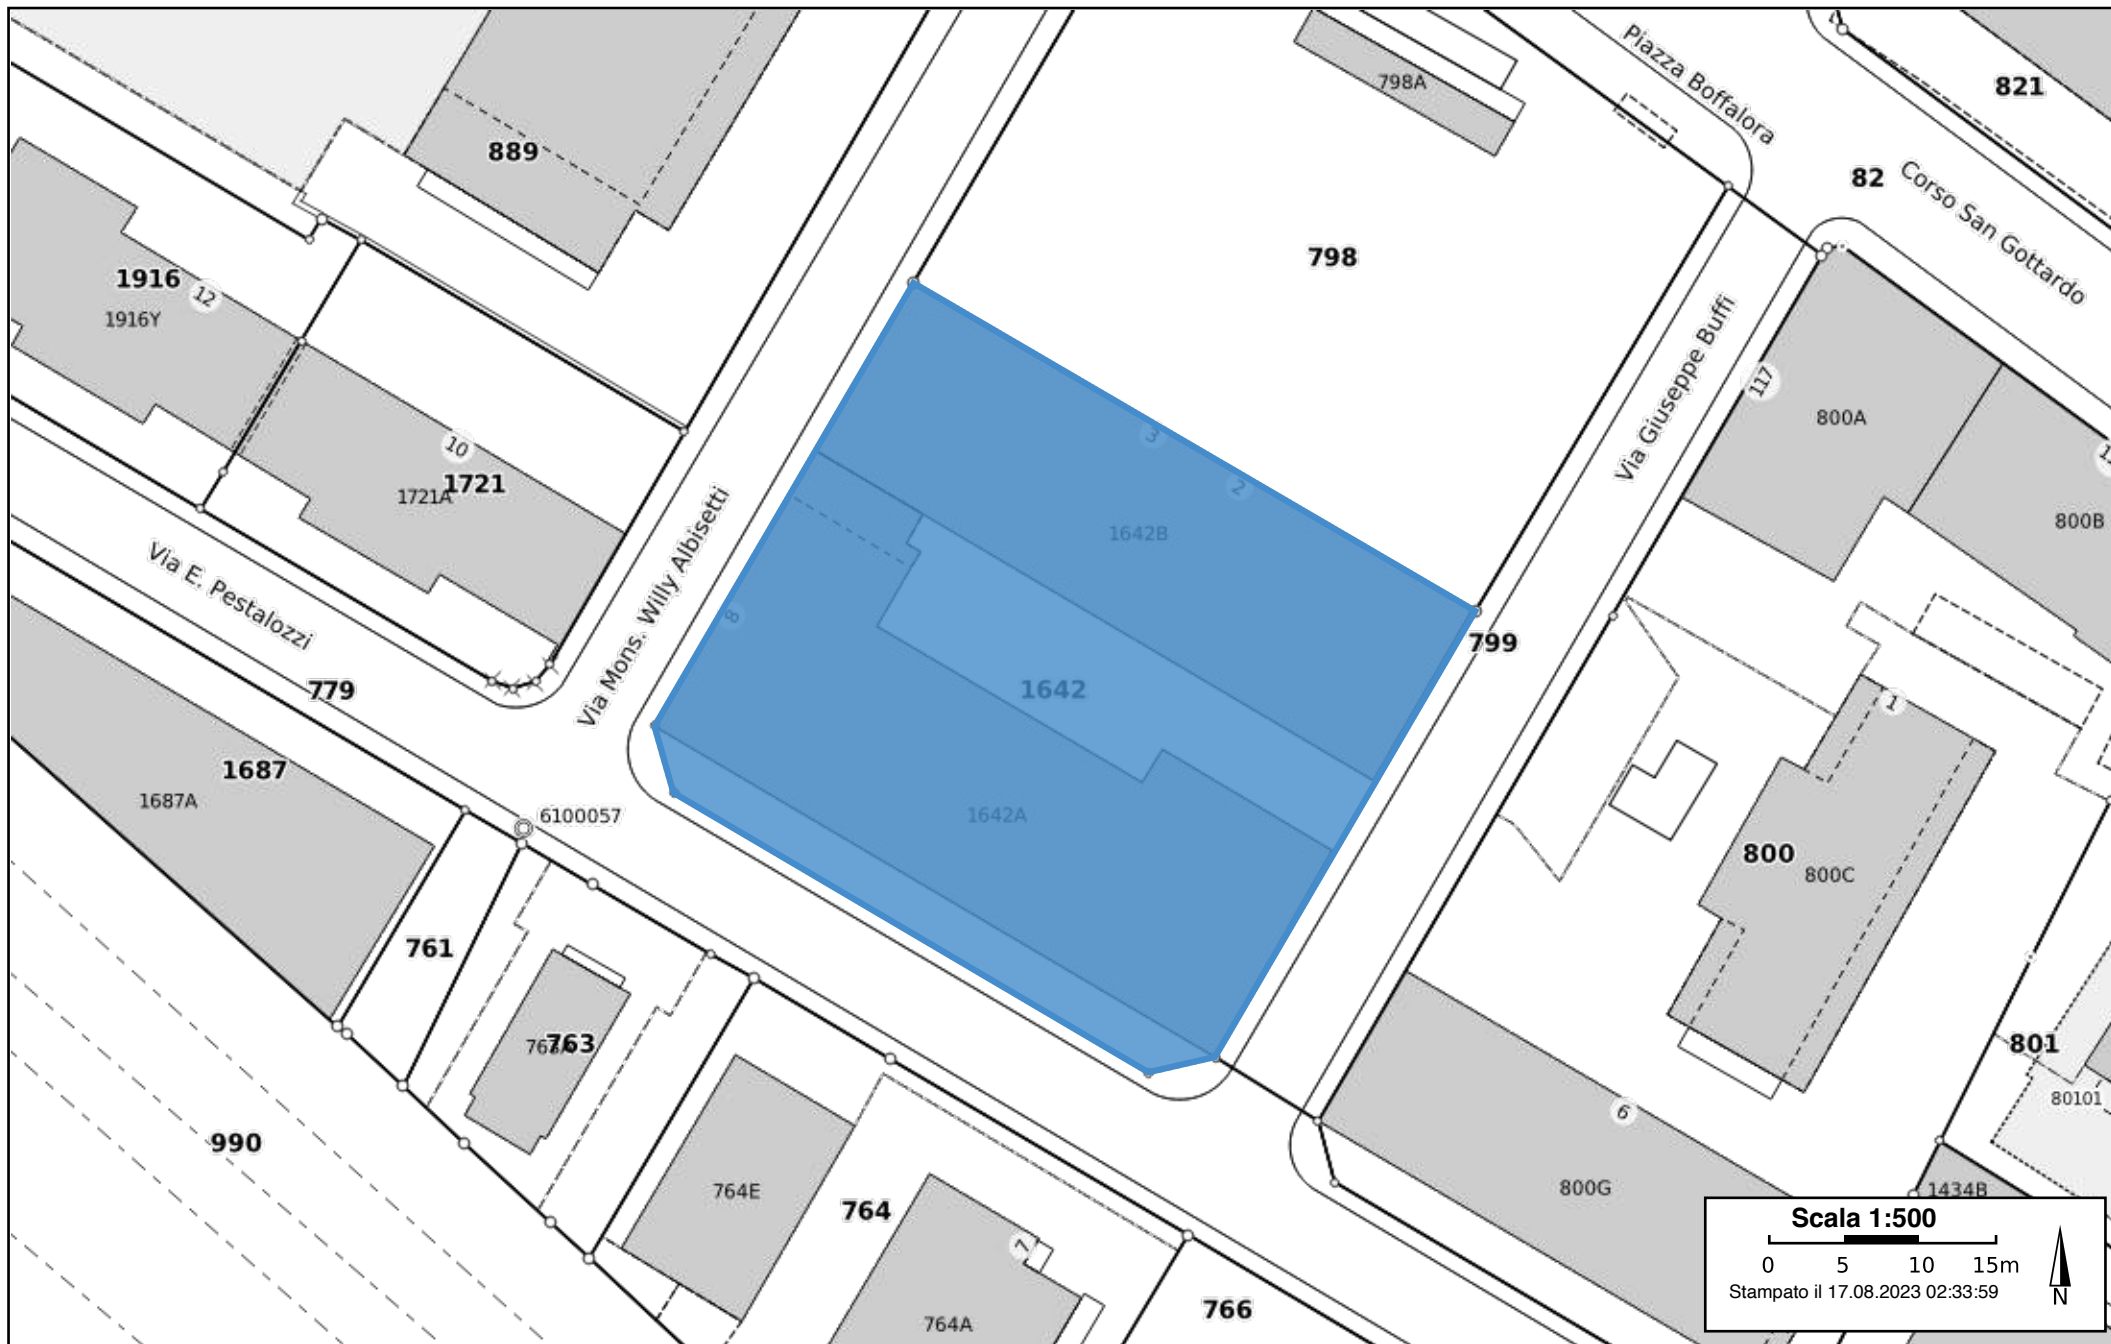 Piazza Boffalora
798A
821
889
82
Corso San Gottardo
798
1916
12
1916Y
Via Giuseppe Buffi
117
800A
3
10
1721
1721A
2
800B
1642B
Via E. Pestalozzi
Via Mons. Willy Albisetti
8
799
779
1642
1
1687
1687A
6100057
1642A
800
800C
761
763
801
80101
6
990
764E
764
800G
1434B
7
764A
766
Scala 1:500
0 5 10 15m
Stampato il 17.08.2023 02:33:59
N